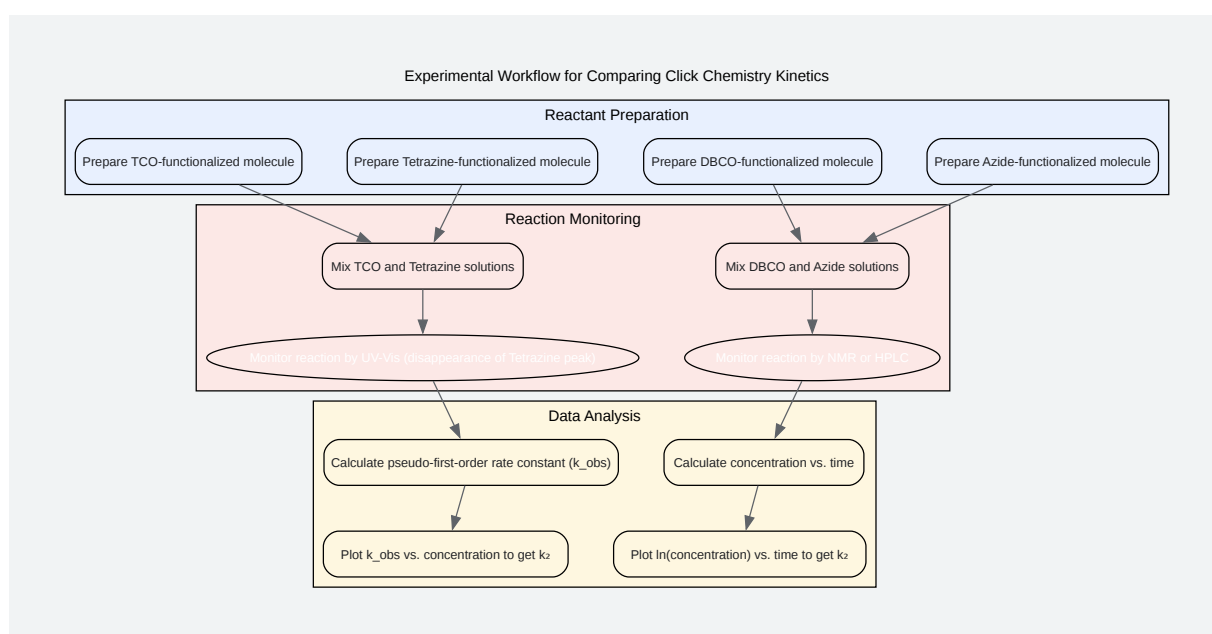 Experimental Workflow for Comparing Click Chemistry Kinetics
Reactant Preparation
Prepare TCO-functionalized molecule
Prepare Tetrazine-functionalized molecule
Prepare DBCO-functionalized molecule
Prepare Azide-functionalized molecule
Reaction Monitoring
Mix TCO and Tetrazine solutions
Mix DBCO and Azide solutions
Monitor reaction by UV-Vis (disappearance of Tetrazine peak)
Monitor reaction by NMR or HPLC
Data Analysis
Calculate pseudo-first-order rate constant (k_obs)
Calculate concentration vs. time
Plot k_obs vs. concentration to get k₂
Plot ln(concentration) vs. time to get k₂